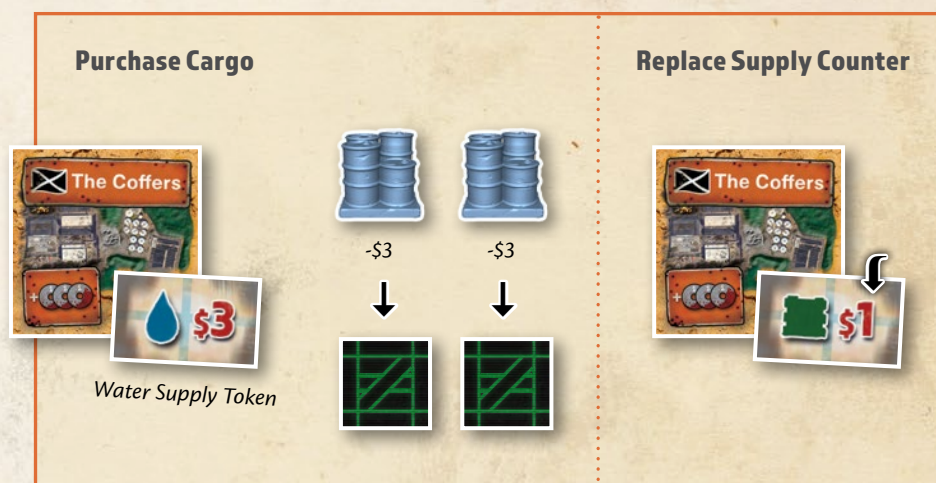 Purchase Cargo
Replace Supply Counter
The Coffers
+
$3
Water Supply Token
-$3
-$3
The Coffers
+
$1